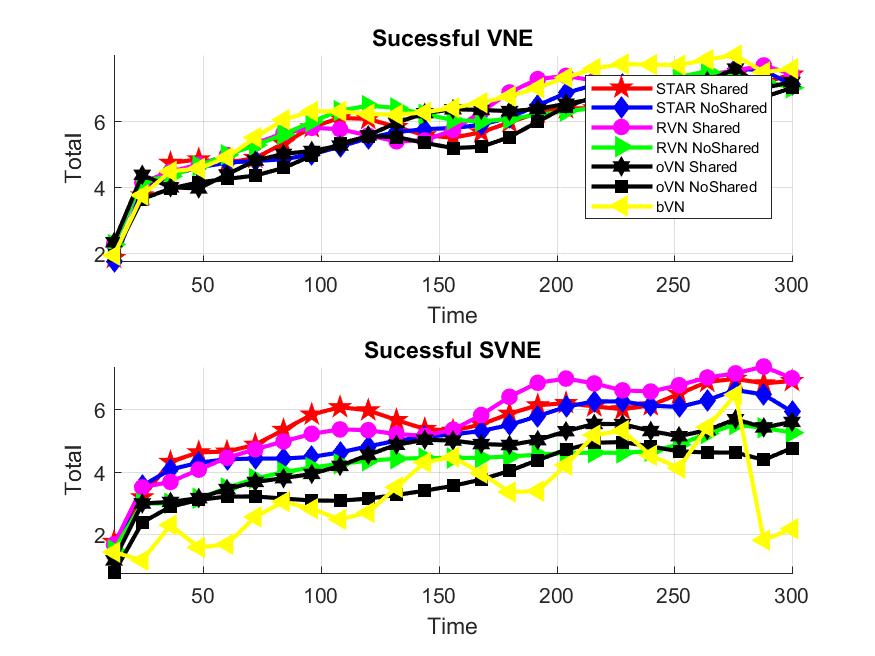 Sucessful VNE
Total
6
4
2
STAR Shared
STAR NoShared
RVN Shared
RVN NoShared
oVN Shared
oVN NoShared
bVN
50 100 150 200 250 300
Time
Sucessful SVNE
Total
6
4
2
50 100 150 200 250 300
Time